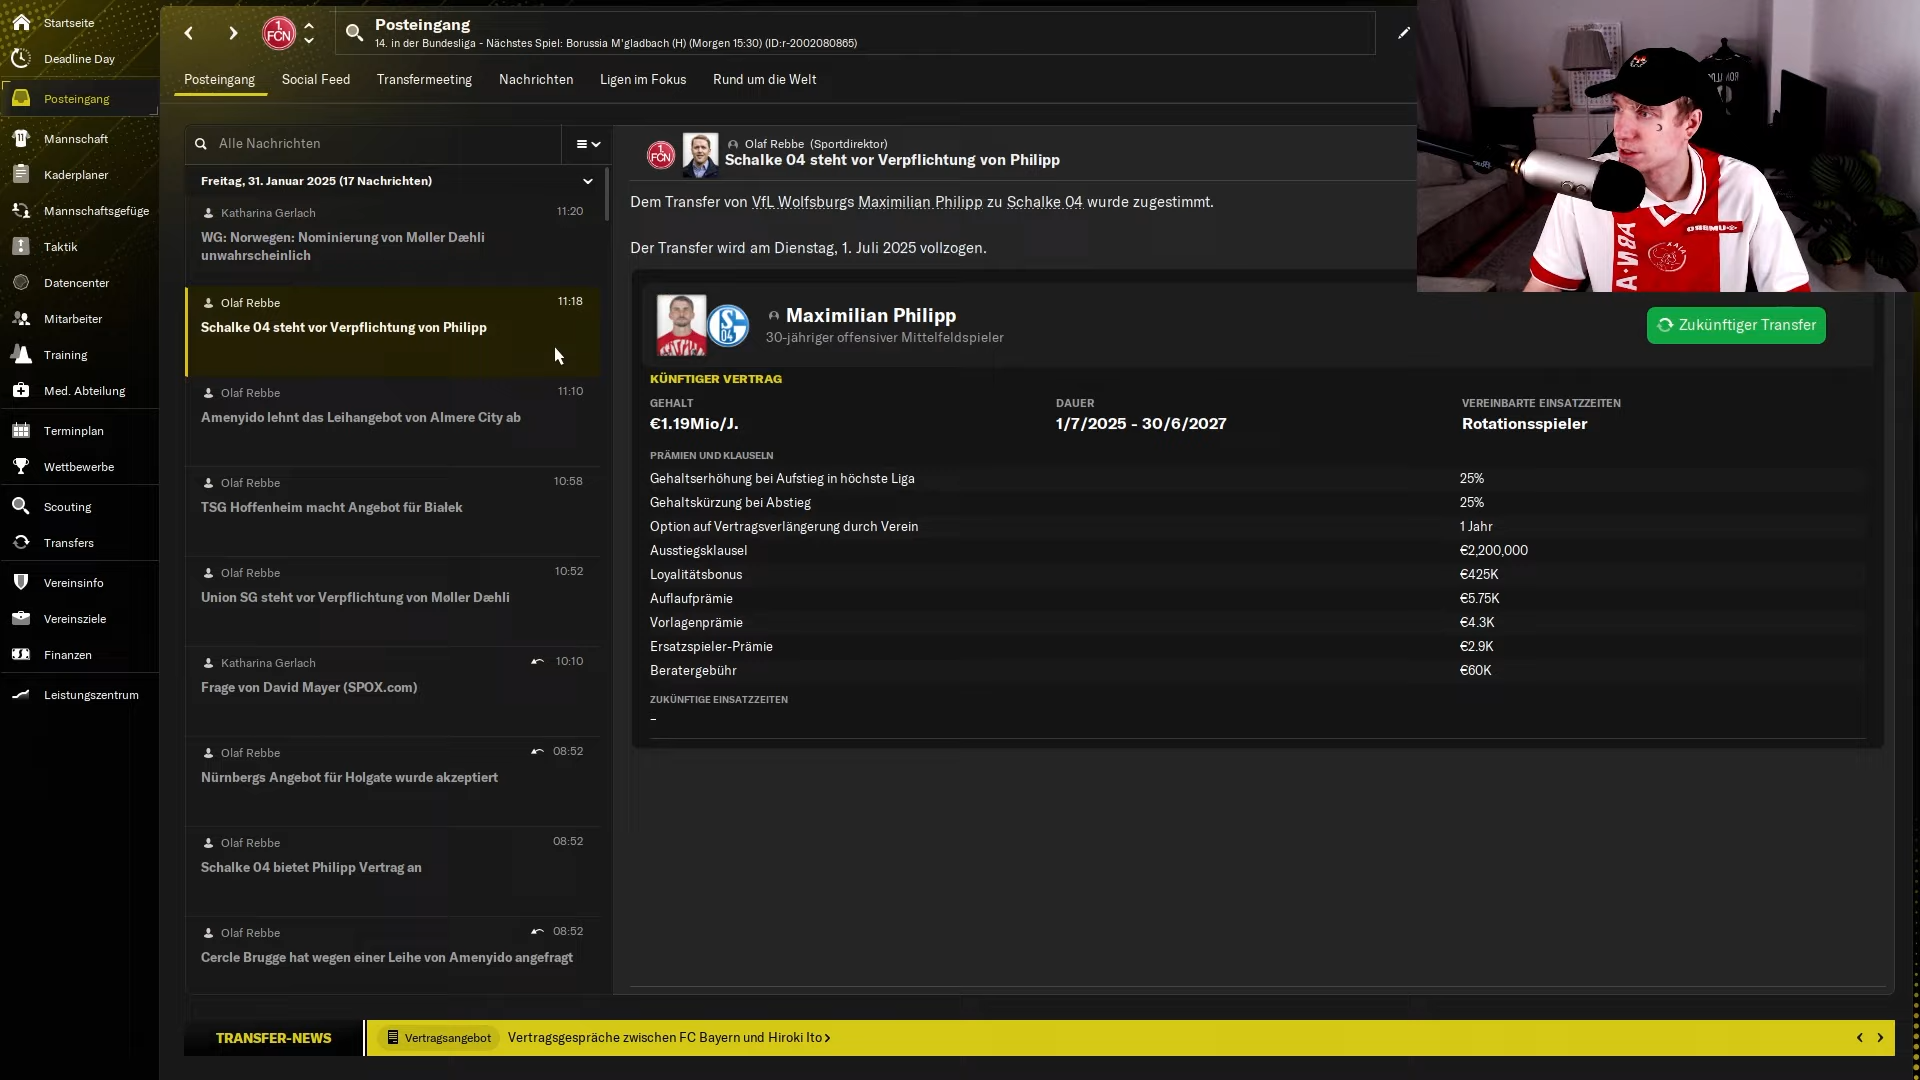 Startseite
Deadline Day
Posteingang
Mannschaft
Kaderplaner
Mannschaftsgefüge
Taktik
Datencenter
Mitarbeiter
Training
Med. Abteilung
Terminplan
Wettbewerbe
Scouting
Transfers
Vereinsinfo
Vereinsziele
Finanzen
Leistungszentrum
Posteingang
14. in der Bundesliga - Nächstes Spiel: Borussia M'gladbach (H) (Morgen 15:30) (ID:r-2002080865)
Posteingang Social Feed Transfermeeting Nachrichten Ligen im Fokus Rund um die Welt
Alle Nachrichten
Freitag, 31. Januar 2025 (17 Nachrichten)
Katharina Gerlach 11:20
WG: Norwegen: Nominierung von Møller Dæhli
unwahrscheinlich
Olaf Rebbe 11:18
Schalke 04 steht vor Verpflichtung von Philipp
Olaf Rebbe 11:10
Amenyido lehnt das Leihangebot von Almere City ab
Olaf Rebbe 10:58
TSG Hoffenheim macht Angebot für Białek
Olaf Rebbe 10:52
Union SG steht vor Verpflichtung von Møller Dæhli
Katharina Gerlach 10:10
Frage von David Mayer (SPOX.com)
Olaf Rebbe 08:52
Nürnbergs Angebot für Holgate wurde akzeptiert
Olaf Rebbe 08:52
Schalke 04 bietet Philipp Vertrag an
Olaf Rebbe 08:52
Cercle Brugge hat wegen einer Leihe von Amenyido angefragt
Olaf Rebbe (Sportdirektor)
Schalke 04 steht vor Verpflichtung von Philipp
Dem Transfer von VfL Wolfsburgs Maximilian Philipp zu Schalke 04 wurde zugestimmt.
Der Transfer wird am Dienstag, 1. Juli 2025 vollzogen.
Maximilian Philipp
30-jähriger offensiver Mittelfeldspieler
Zukünftiger Transfer
KÜNFTIGER VERTRAG
GEHALT DAUER VEREINBARTE EINSATZZEITEN
€1.19Mio/J. 1/7/2025 - 30/6/2027 Rotationsspieler
PRÄMIEN UND KLAUSELN
Gehaltserhöhung bei Aufstieg in höchste Liga 25%
Gehaltskürzung bei Abstieg 25%
Option auf Vertragsverlängerung durch Verein 1 Jahr
Ausstiegsklausel €2,200,000
Loyalitätsbonus €425K
Auflaufprämie €5.75K
Vorlagenprämie €4.3K
Ersatzspieler-Prämie €2.9K
Beratergebühr €60K
ZUKÜNFTIGE EINSATZZEITEN
-
TRANSFER-NEWS Vertragsangebot Vertragsgespräche zwischen FC Bayern und Hiroki Ito